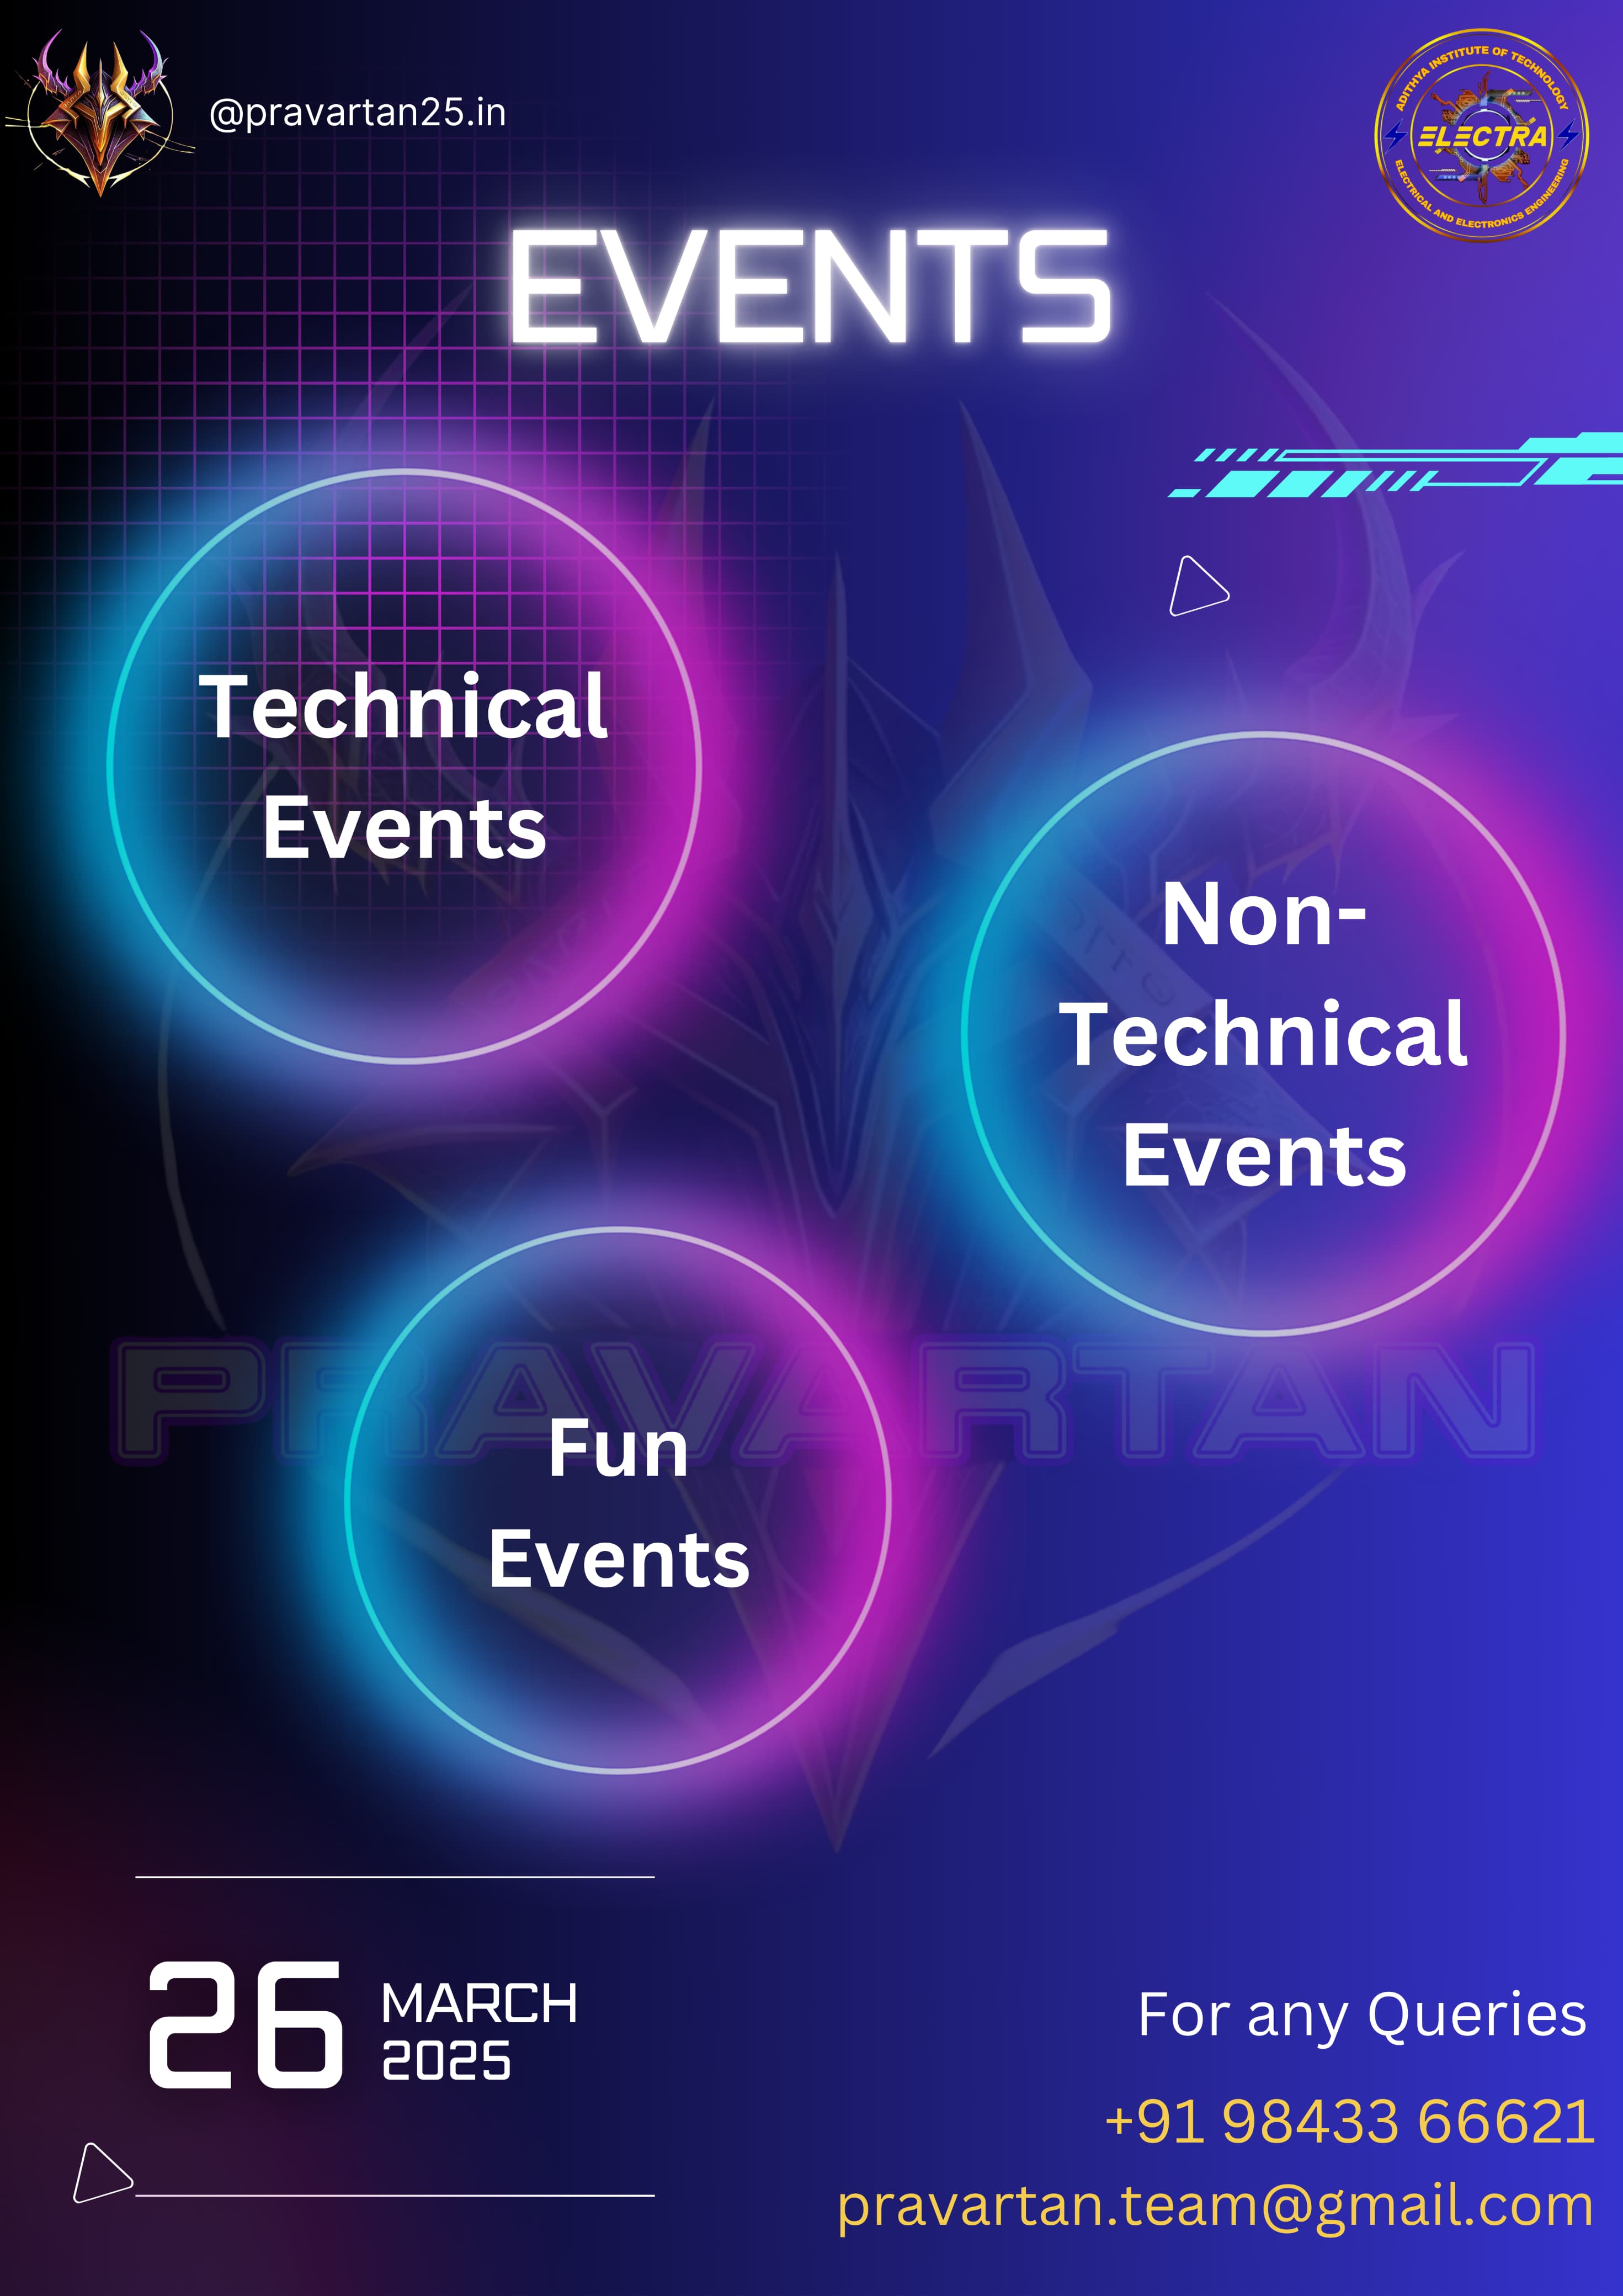 @pravartan25.in
ADITHYA INSTITUTE OF TECHNOLOGY
ELECTRA
ELECTRICAL AND ELECTRONICS ENGINEERING
EVENTS
Technical
Events
Non-
Technical
Events
PRAVARTAN
Fun
Events
26
MARCH
2025
For any Queries
+91 98433 66621
pravartan.team@gmail.com